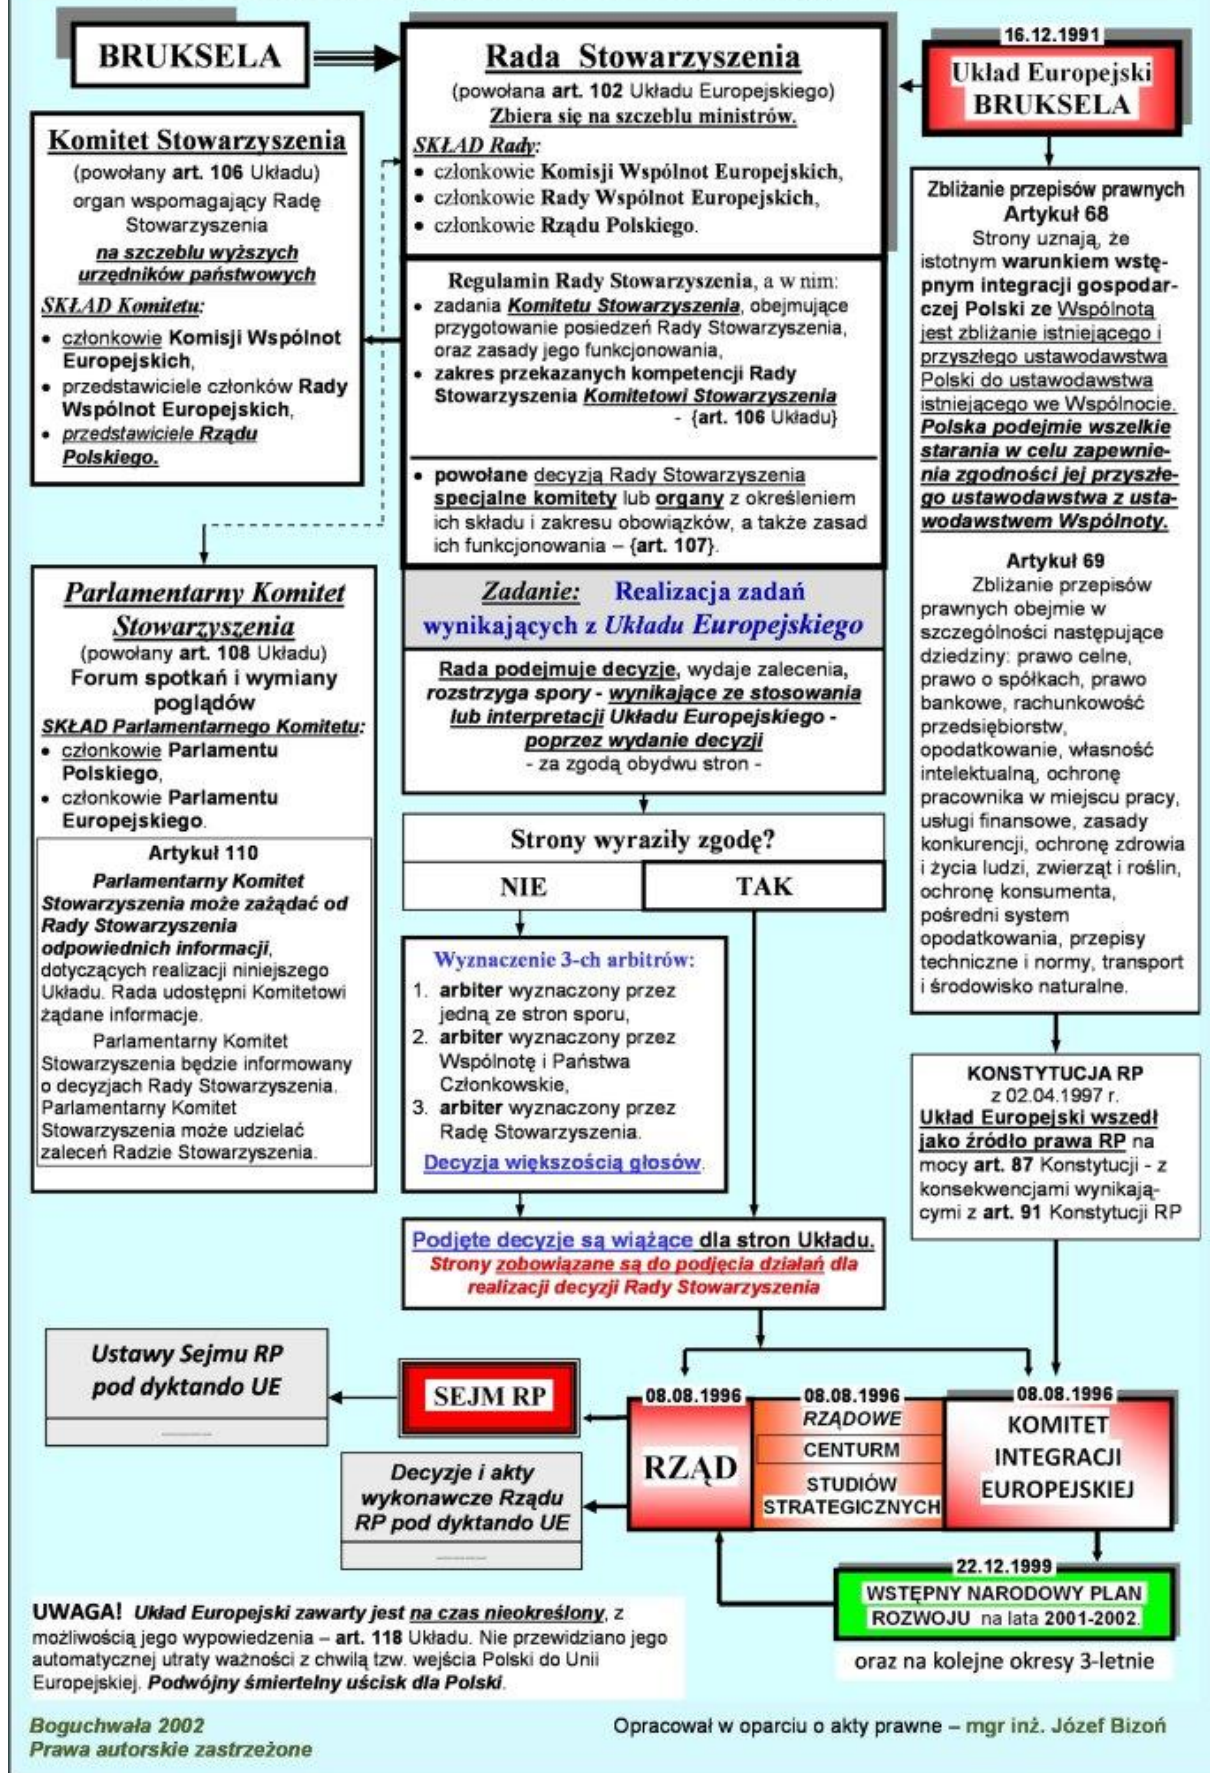 BRUKSELA
Rada Stowarzyszenia
(powołana art. 102 Układu Europejskiego)
Zbiera się na szczeblu ministrów.
SKŁAD Rady:
• członkowie Komisji Wspólnot Europejskich,
• członkowie Rady Wspólnot Europejskich,
• członkowie Rządu Polskiego.
16.12.1991
Układ Europejski
BRUKSELA
Komitet Stowarzyszenia
(powołany art. 106 Układu)
organ wspomagający Radę
Stowarzyszenia
na szczeblu wyższych
urzędników państwowych
SKŁAD Komitetu:
• członkowie Komisji Wspólnot
Europejskich,
• przedstawiciele członków Rady
Wspólnot Europejskich,
• przedstawiciele Rządu
Polskiego.
Regulamin Rady Stowarzyszenia, a w nim:
• zadania Komitetu Stowarzyszenia, obejmujące
przygotowanie posiedzeń Rady Stowarzyszenia,
oraz zasady jego funkcjonowania,
• zakres przekazanych kompetencji Rady
Stowarzyszenia Komitetowi Stowarzyszenia
- {art. 106 Układu}
• powołane decyzją Rady Stowarzyszenia
specjalne komitety lub organy z określeniem
ich składu i zakresu obowiązków, a także zasad
ich funkcjonowania – {art. 107}.
Zbliżanie przepisów prawnych
Artykuł 68
Strony uznają, że
istotnym warunkiem wstę-
pnym integracji gospodar-
czej Polski ze Wspólnotą
jest zbliżanie istniejącego i
przyszłego ustawodawstwa
Polski do ustawodawstwa
istniejącego we Wspólnocie.
Polska podejmie wszelkie
starania w celu zapewnie-
nia zgodności jej przyszłe-
go ustawodawstwa z usta-
wodawstwem Wspólnoty.
Artykuł 69
Zbliżanie przepisów
prawnych obejmie w
szczególności następujące
dziedziny: prawo celne,
prawo o spółkach, prawo
bankowe, rachunkowość
przedsiębiorstw,
opodatkowanie, własność
intelektualną, ochronę
pracownika w miejscu pracy,
usługi finansowe, zasady
konkurencji, ochronę zdrowia
i życia ludzi, zwierząt i roślin,
ochronę konsumenta,
pośredni system
opodatkowania, przepisy
techniczne i normy, transport
i środowisko naturalne.
Parlamentarny Komitet
Stowarzyszenia
(powołany art. 108 Układu)
Forum spotkań i wymiany
poglądów
SKŁAD Parlamentarnego Komitetu:
• członkowie Parlamentu
Polskiego,
• członkowie Parlamentu
Europejskiego.
Artykuł 110
Parlamentarny Komitet
Stowarzyszenia może zażądać od
Rady Stowarzyszenia
odpowiednich informacji,
dotyczących realizacji niniejszego
Układu. Rada udostępni Komitetowi
żądane informacje.
Parlamentarny Komitet
Stowarzyszenia będzie informowany
o decyzjach Rady Stowarzyszenia.
Parlamentarny Komitet
Stowarzyszenia może udzielać
zaleceń Radzie Stowarzyszenia.
Zadanie: Realizacja zadań
wynikających z Układu Europejskiego
Rada podejmuje decyzje, wydaje zalecenia,
rozstrzyga spory - wynikające ze stosowania
lub interpretacji Układu Europejskiego -
poprzez wydanie decyzji
- za zgodą obydwu stron -
Strony wyraziły zgodę?
NIE
TAK
Wyznaczenie 3-ch arbitrów:
1. arbiter wyznaczony przez
jedną ze stron sporu,
2. arbiter wyznaczony przez
Wspólnotę i Państwa
Członkowskie,
3. arbiter wyznaczony przez
Radę Stowarzyszenia.
Decyzja większością głosów.
KONSTYTUCJA RP
z 02.04.1997 r.
Układ Europejski wszedł
jako źródło prawa RP na
mocy art. 87 Konstytucji - z
konsekwencjami wynikają-
cymi z art. 91 Konstytucji RP
Podjęte decyzje są wiążące dla stron Układu.
Strony zobowiązane są do podjęcia działań dla
realizacji decyzji Rady Stowarzyszenia
Ustawy Sejmu RP
pod dyktando UE
SEJM RP
Decyzje i akty
wykonawcze Rządu
RP pod dyktando UE
08.08.1996
RZĄD
08.08.1996
RZĄDOWE
CENTURM
STUDIÓW
STRATEGICZNYCH
08.08.1996
KOMITET
INTEGRACJI
EUROPEJSKIEJ
22.12.1999
WSTĘPNY NARODOWY PLAN
ROZWOJU na lata 2001-2002.
oraz na kolejne okresy 3-letnie
UWAGA! Układ Europejski zawarty jest na czas nieokreślony, z
możliwością jego wypowiedzenia – art. 118 Układu. Nie przewidziano jego
automatycznej utraty ważności z chwilą tzw. wejścia Polski do Unii
Europejskiej. Podwójny śmiertelny uścisk dla Polski.
Boguchwała 2002
Prawa autorskie zastrzeżone
Opracował w oparciu o akty prawne – mgr inż. Józef Bizoń